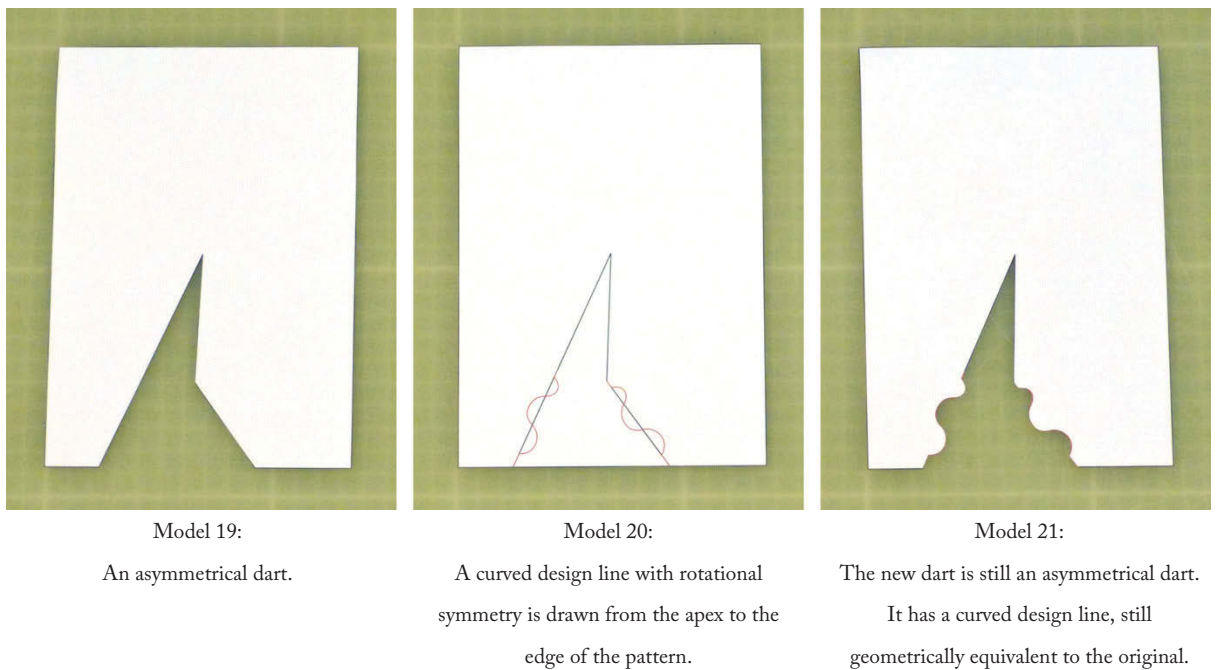 Model 19:
An asymmetrical dart.
Model 20:
A curved design line with rotational
symmetry is drawn from the apex to the
edge of the pattern.
Model 21:
The new dart is still an asymmetrical dart.
It has a curved design line, still
geometrically equivalent to the original.